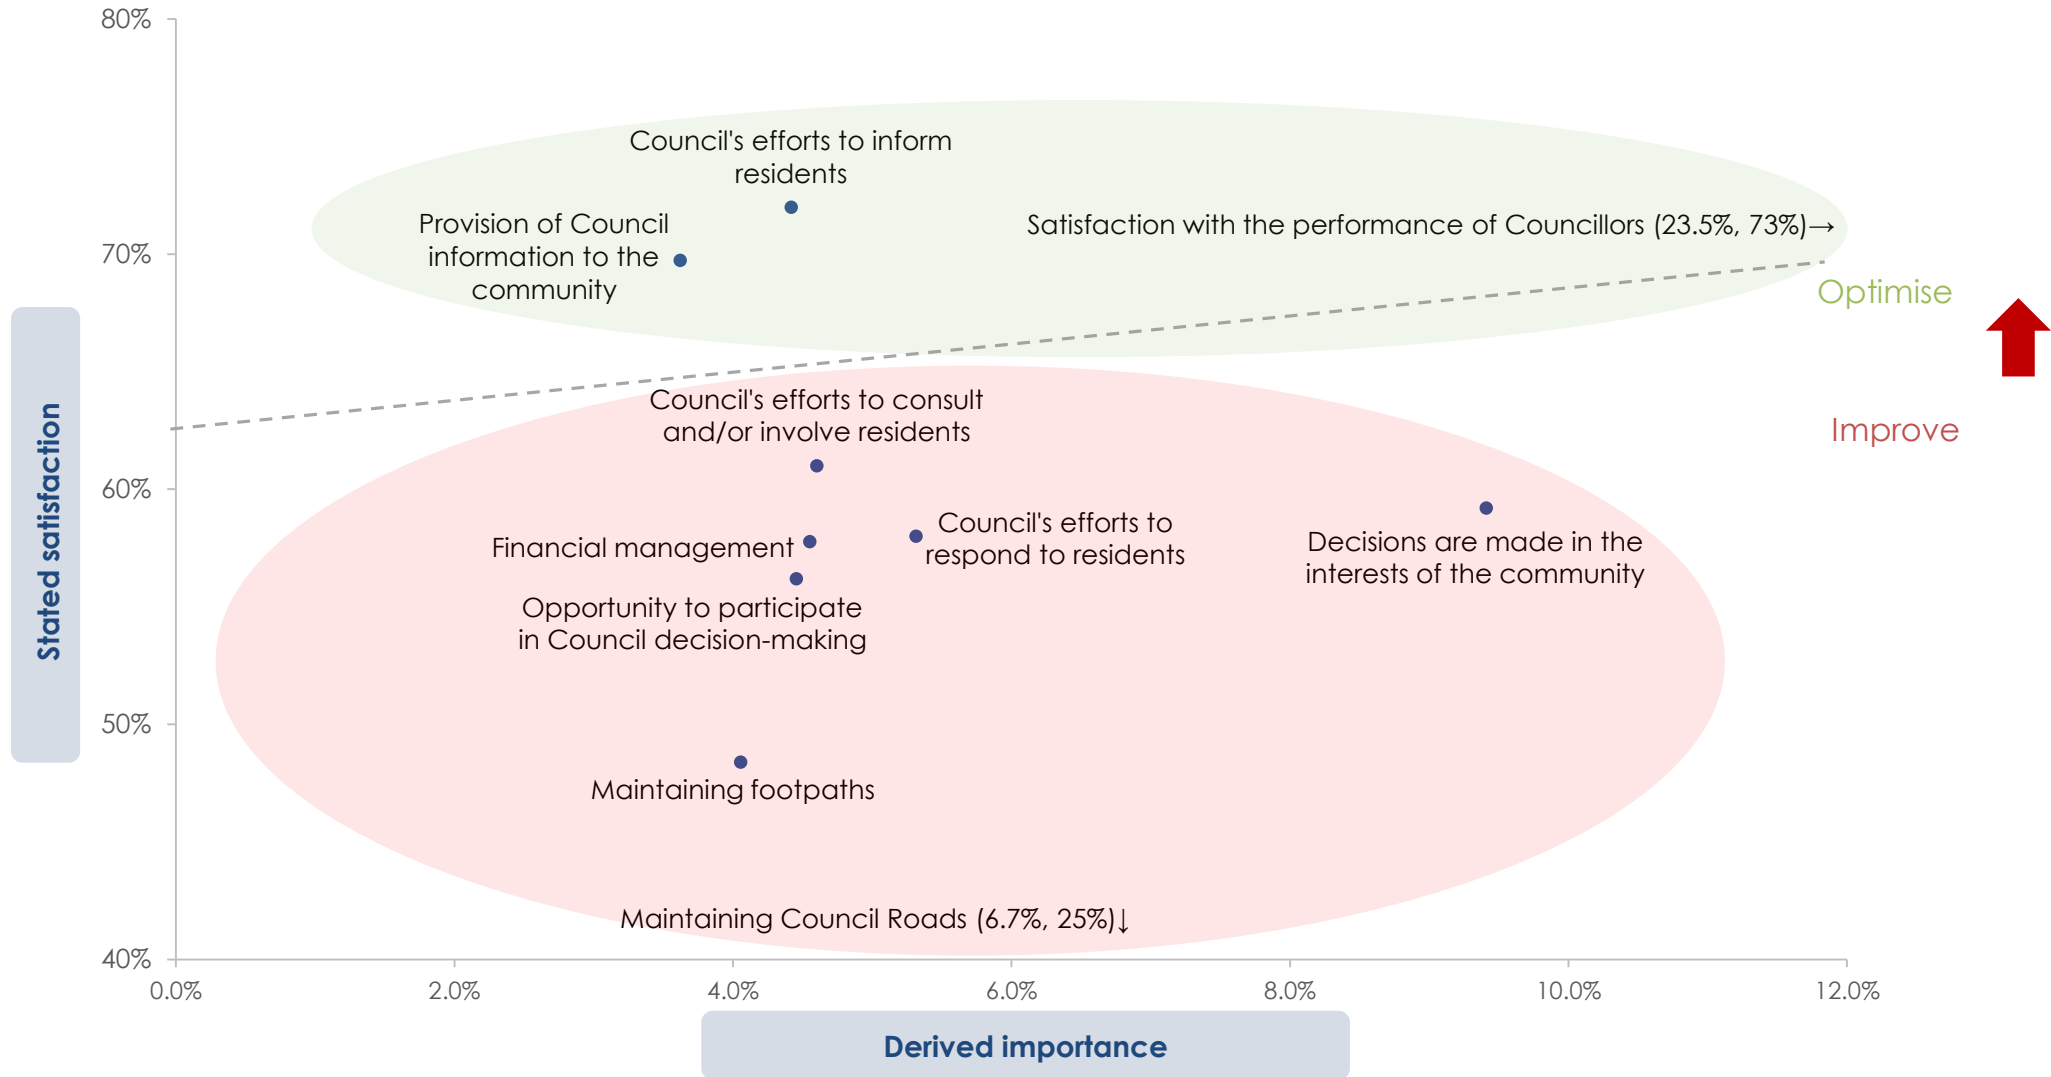 80%
Council's efforts to inform
residents
Provision of Council
information to the
community
Satisfaction with the performance of Councillors (23.5%, 73%)→
70%
Optimise
Improve
Council's efforts to consult
and/or involve residents
60%
Council's efforts to
respond to residents
Financial management
Decisions are made in the
interests of the community
Opportunity to participate
in Council decision-making
Stated satisfaction
50%
Maintaining footpaths
Maintaining Council Roads (6.7%, 25%)↓
40%
0.0%
2.0%
4.0%
6.0%
8.0%
10.0%
12.0%
Derived importance